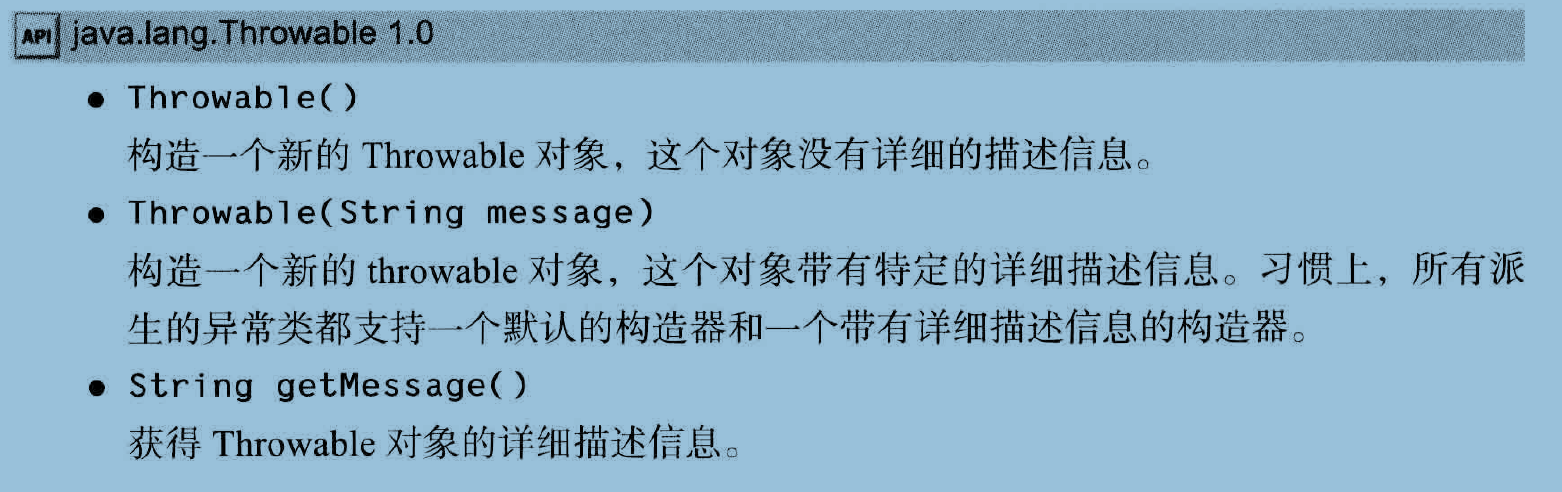 API java.lang.Throwable 1.0
● Throwable()
构造一个新的 Throwable 对象，这个对象没有详细的描述信息。
● Throwable(String message)
构造一个新的 throwable 对象，这个对象带有特定的详细描述信息。习惯上，所有派
生的异常类都支持一个默认的构造器和一个带有详细描述信息的构造器。
● String getMessage()
获得 Throwable 对象的详细描述信息。